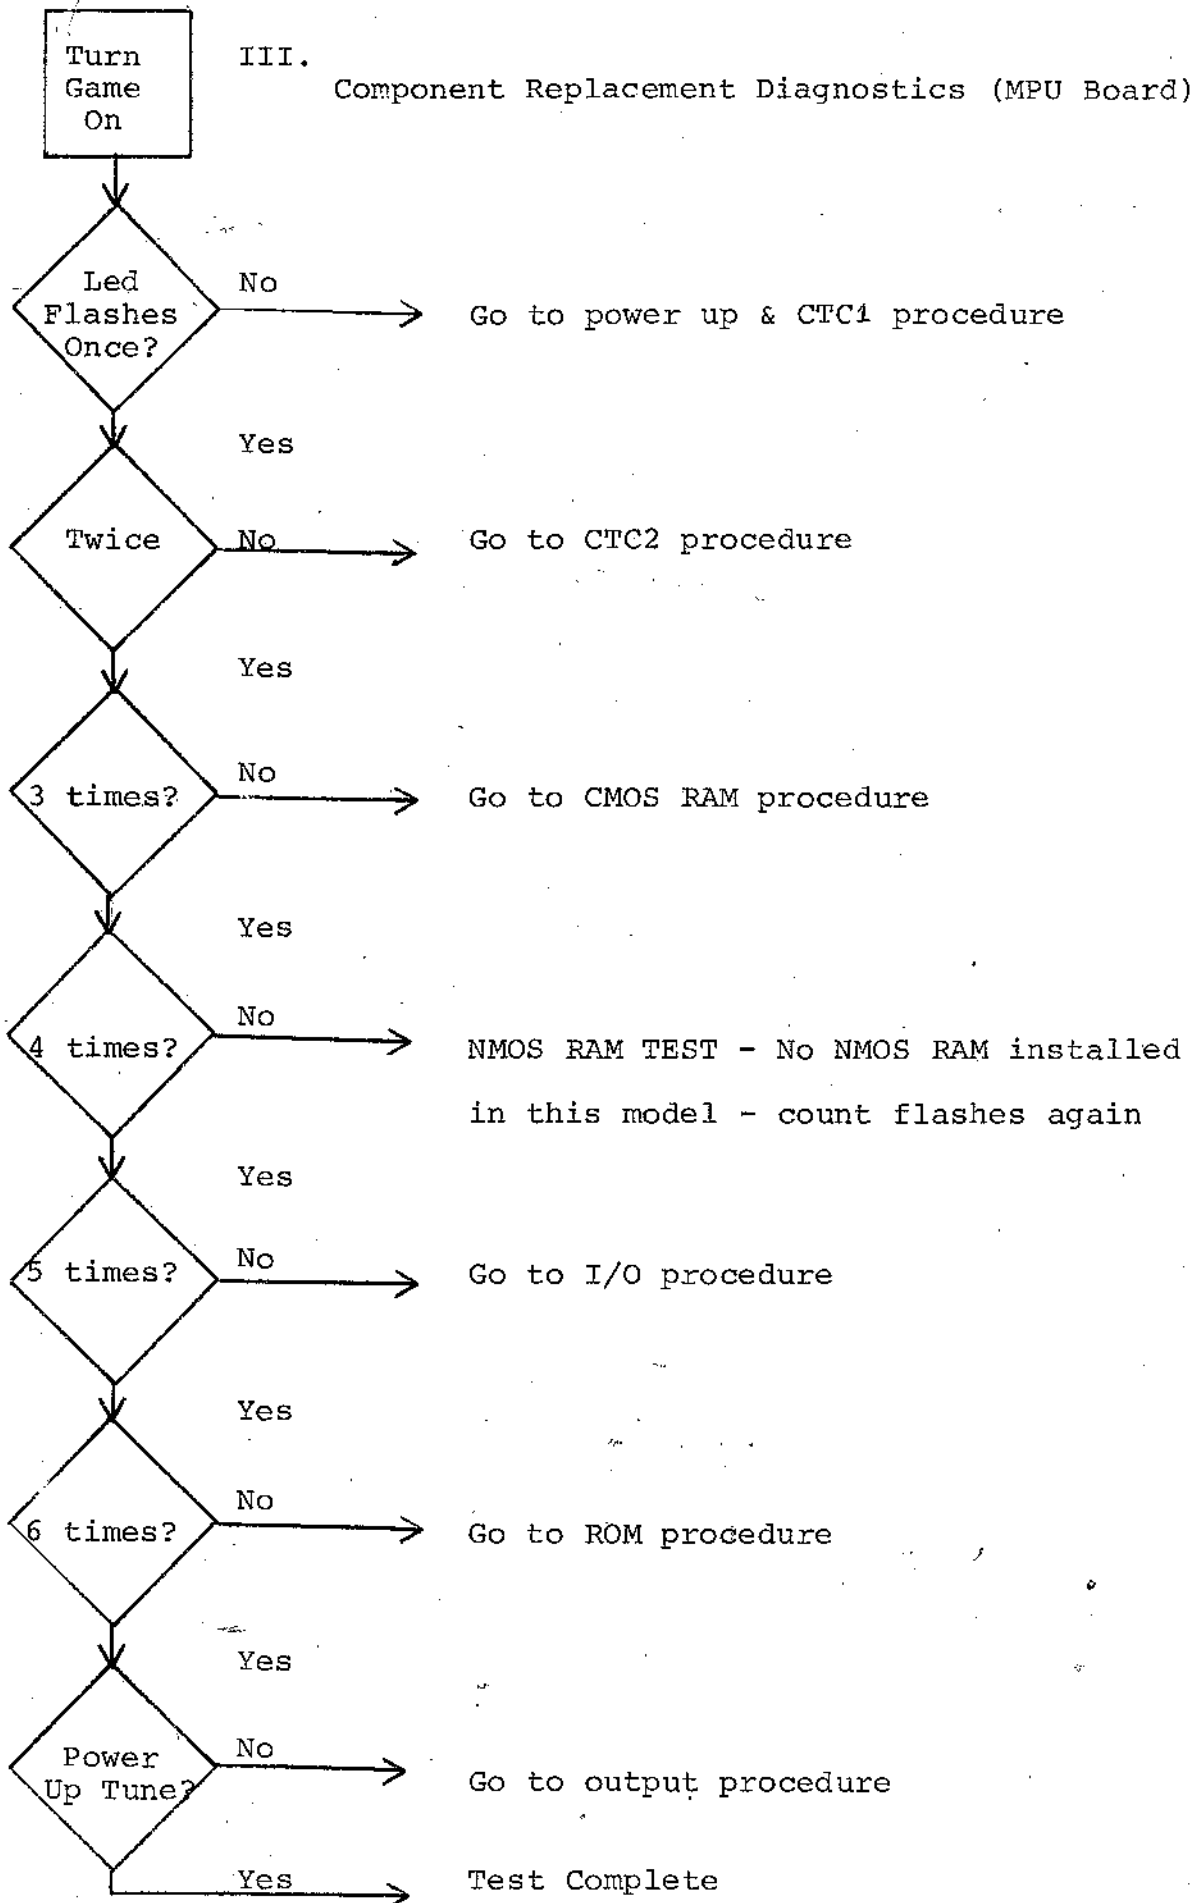 Turn
Game
On
III.
Component Replacement Diagnostics (MPU Board)
Led
Flashes
Once?
No
Go to power up & CTC1 procedure
Yes
Twice
No
Go to CTC2 procedure
Yes
3 times?
No
Go to CMOS RAM procedure
Yes
4 times?
No
NMOS RAM TEST - No NMOS RAM installed
in this model - count flashes again
Yes
5 times?
No
Go to I/O procedure
Yes
6 times?
No
Go to ROM procedure
Yes
Power
Up Tune?
No
Go to output procedure
Yes
Test Complete